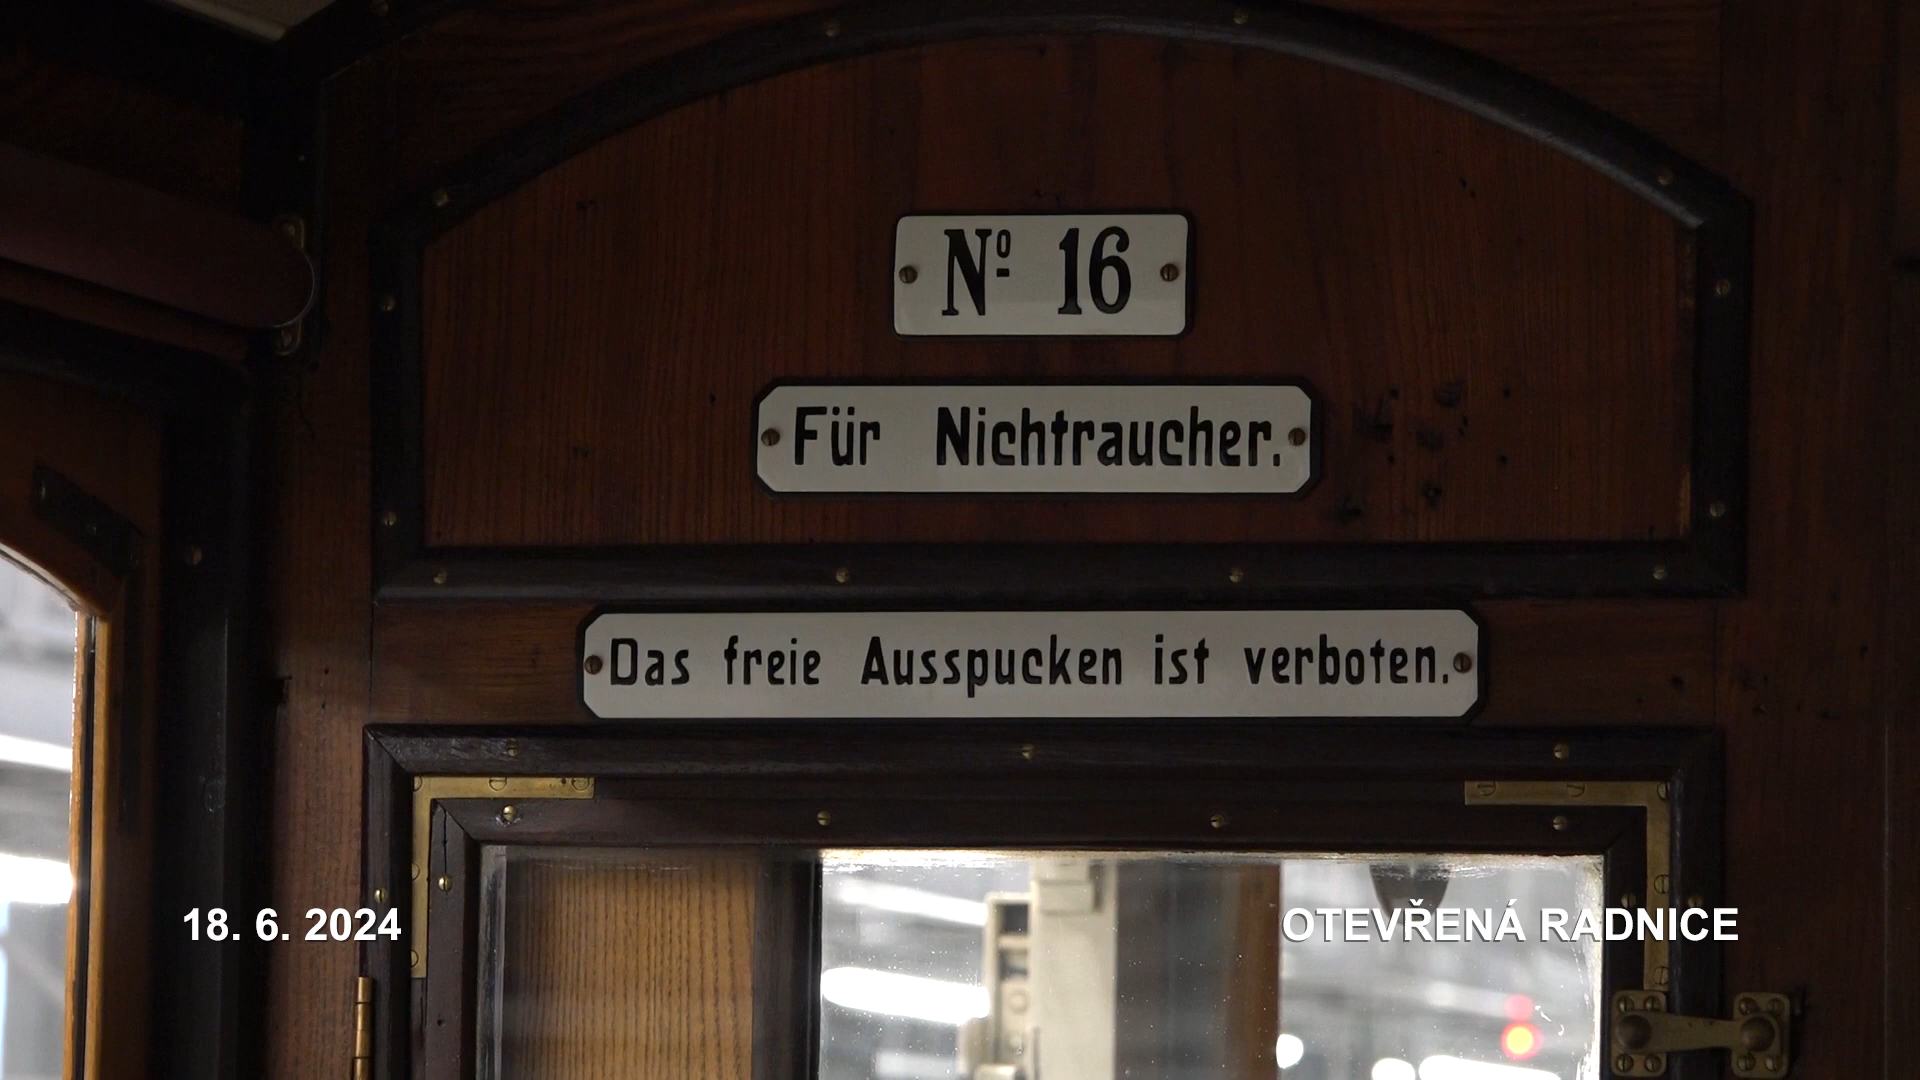 Nº 16
Für Nichtraucher.
Das freie Ausspucken ist verboten.
18. 6. 2024
OTEVŘENÁ RADNICE